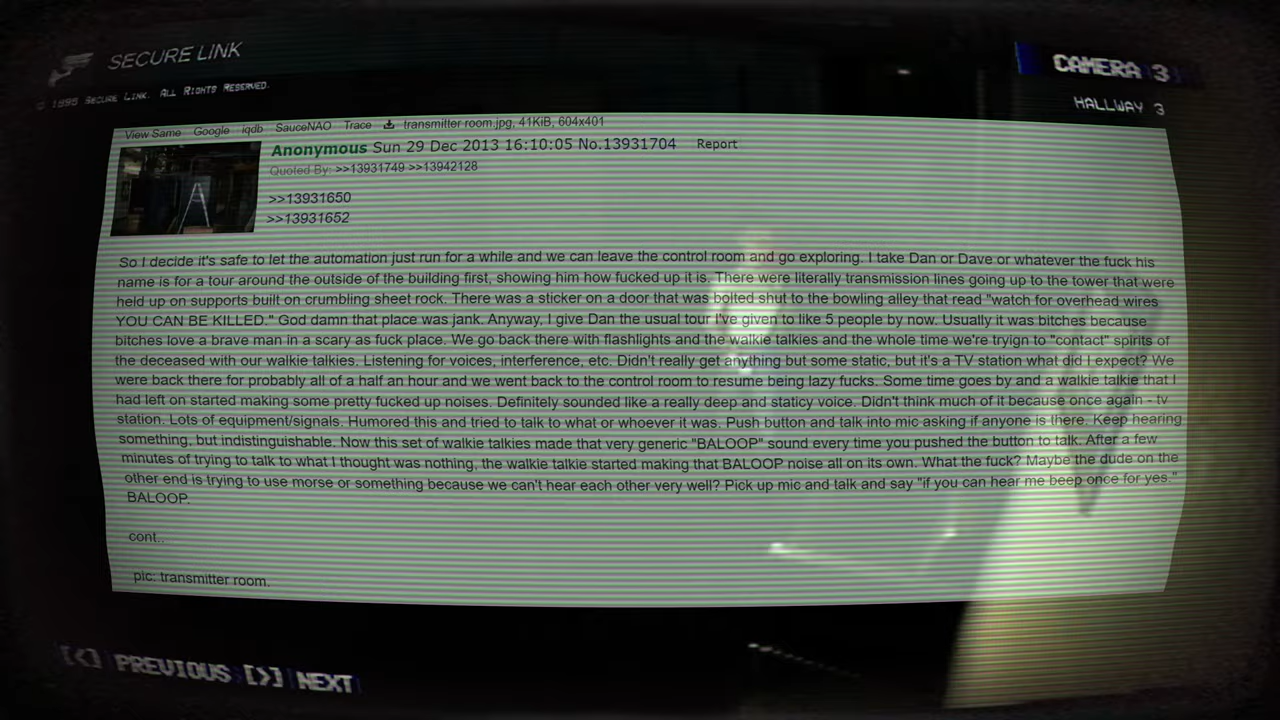 SECURE LINK
© 1995 SECURE LINK. ALL RIGHTS RESERVED.
CAMERA 3
HALLWAY 3
View Same Google iqdb SauceNAO Trace transmitter room.jpg, 41KiB, 604x401
Anonymous Sun 29 Dec 2013 16:10:05 No.13931704 Report
Quoted By: >>13931749 >>13942128
>>13931650
>>13931652
So I decide it's safe to let the automation just run for a while and we can leave the control room and go exploring. I take Dan or Dave or whatever the fuck his
name is for a tour around the outside of the building first, showing him how fucked up it is. There were literally transmission lines going up to the tower that were
held up on supports built on crumbling sheet rock. There was a sticker on a door that was bolted shut to the bowling alley that read "watch for overhead wires
YOU CAN BE KILLED." God damn that place was jank. Anyway, I give Dan the usual tour I've given to like 5 people by now. Usually it was bitches because
bitches love a brave man in a scary as fuck place. We go back there with flashlights and the walkie talkies and the whole time we're tryign to "contact" spirits of
the deceased with our walkie talkies. Listening for voices, interference, etc. Didn't really get anything but some static, but it's a TV station what did I expect? We
were back there for probably all of a half an hour and we went back to the control room to resume being lazy fucks. Some time goes by and a walkie talkie that I
had left on started making some pretty fucked up noises. Definitely sounded like a really deep and staticy voice. Didn't think much of it because once again - tv
station. Lots of equipment/signals. Humored this and tried to talk to what or whoever it was. Push button and talk into mic asking if anyone is there. Keep hearing
something, but indistinguishable. Now this set of walkie talkies made that very generic "BALOOP" sound every time you pushed the button to talk. After a few
minutes of trying to talk to what I thought was nothing, the walkie talkie started making that BALOOP noise all on its own. What the fuck? Maybe the dude on the
other end is trying to use morse or something because we can't hear each other very well? Pick up mic and talk and say "if you can hear me beep once for yes."
BALOOP.
cont..
pic: transmitter room.
[<] PREVIOUS [>] NEXT